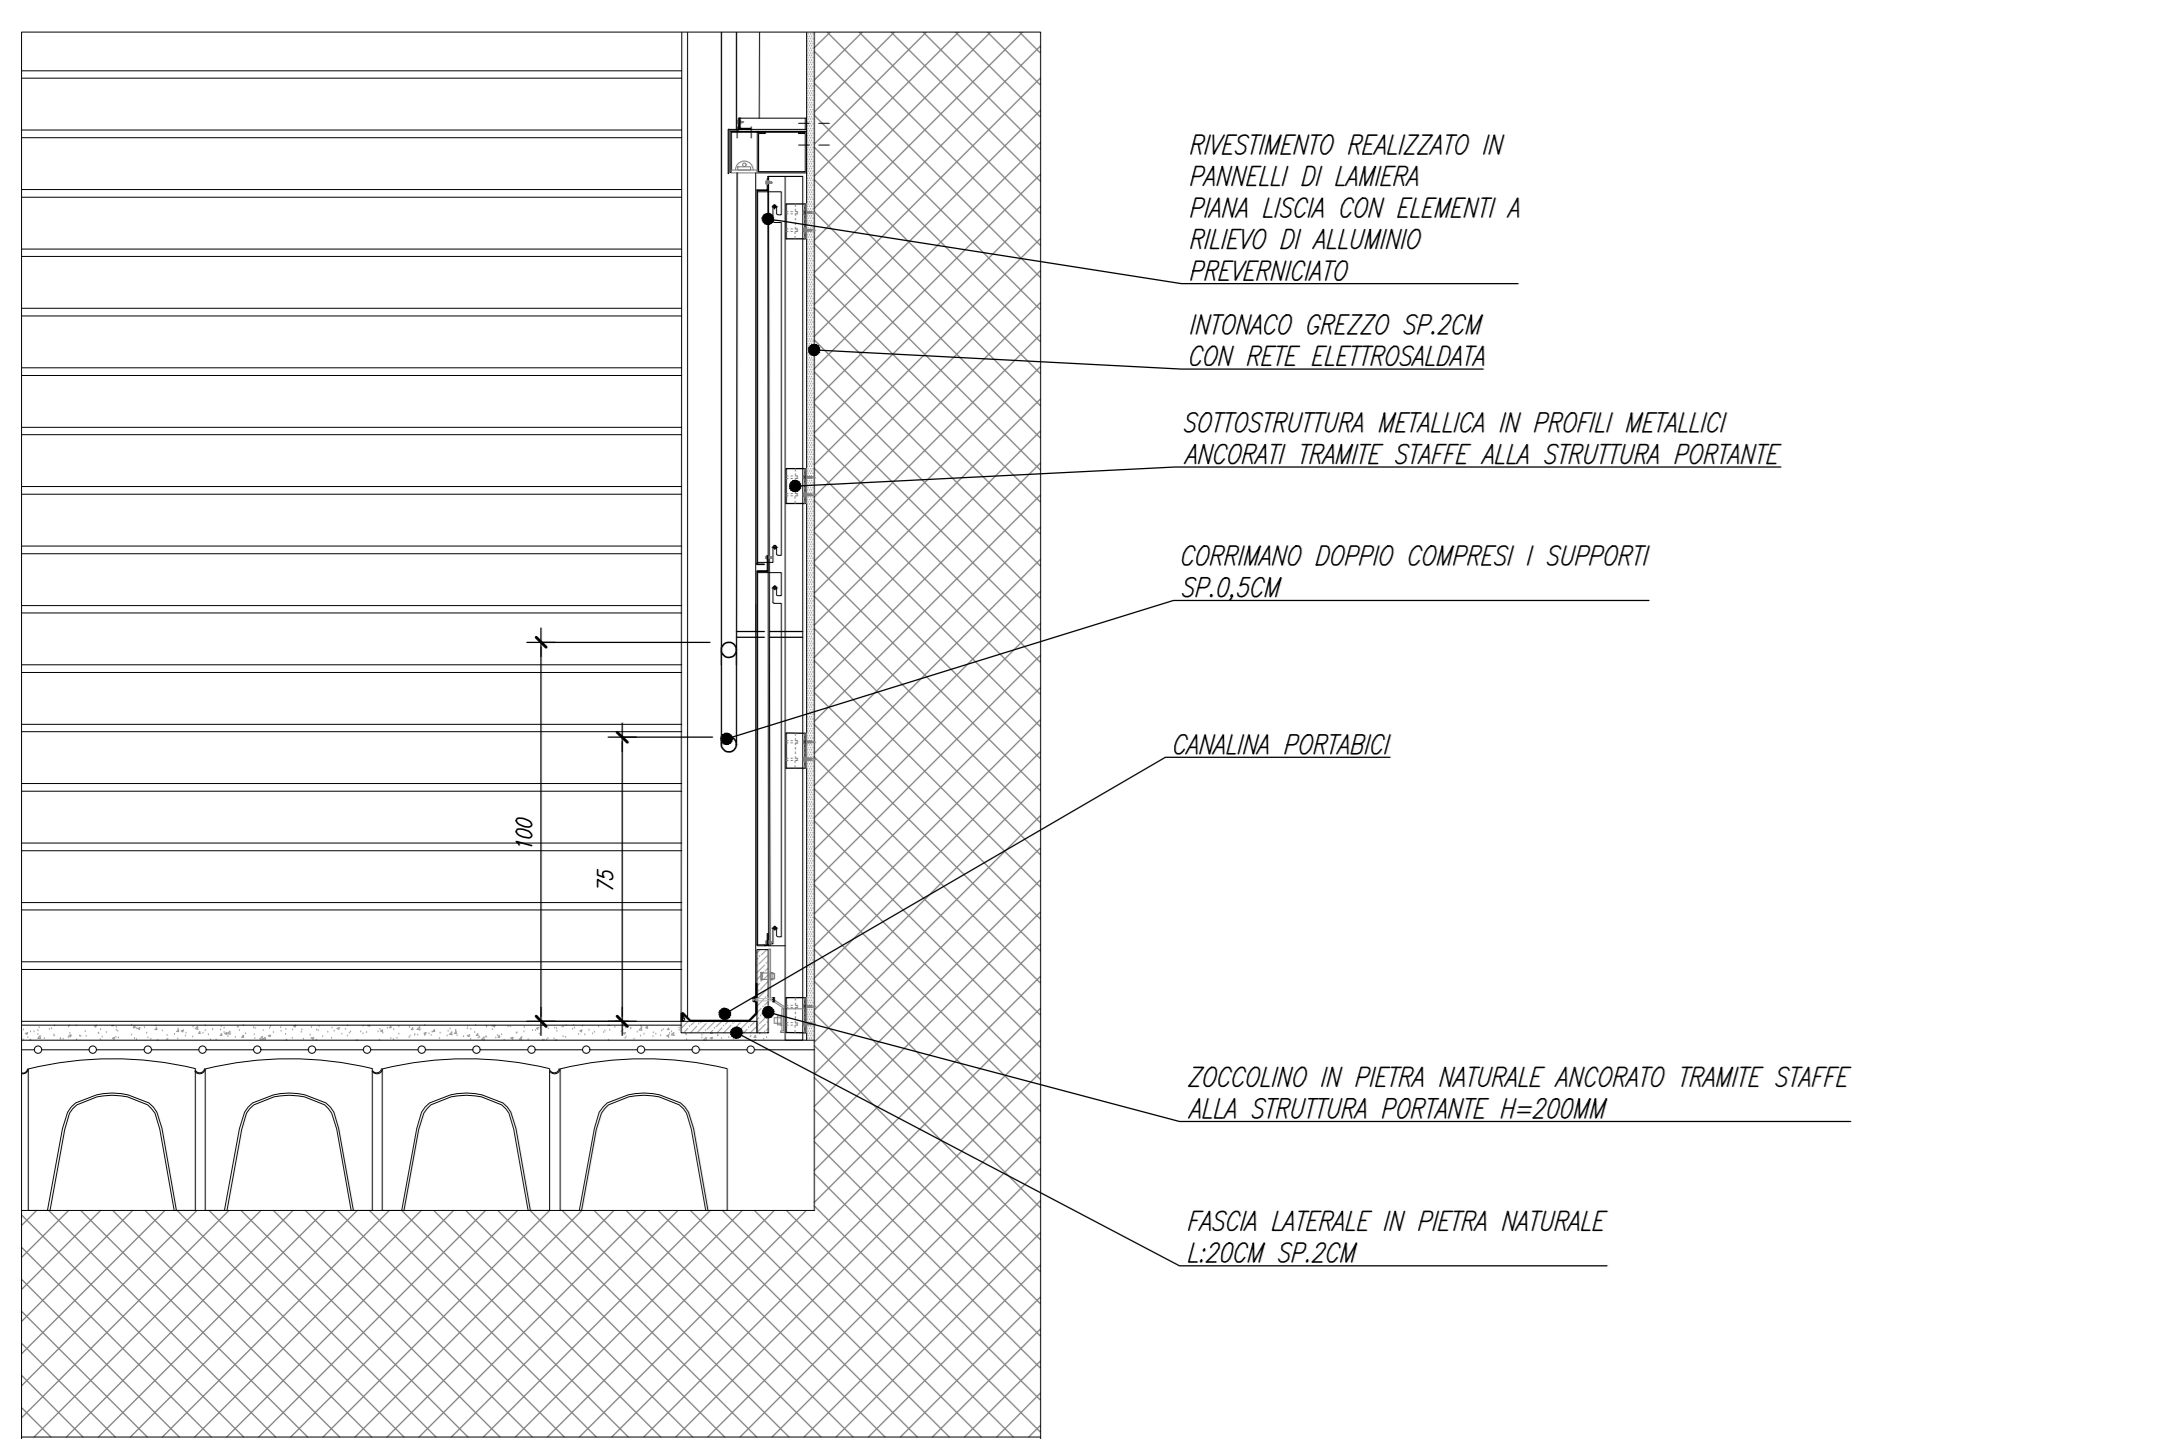 RIVESTIMENTO REALIZZATO IN
PANNELLI DI LAMIERA
PIANA LISCIA CON ELEMENTI A
RILIEVO DI ALLUMINIO
PREVERNICIATO
INTONACO GREZZO SP.2CM
CON RETE ELETTROSALDATA
SOTTOSTRUTTURA METALLICA IN PROFILI METALLICI
ANCORATI TRAMITE STAFFE ALLA STRUTTURA PORTANTE
CORRIMANO DOPPIO COMPRESI I SUPPORTI
SP.0,5CM
CANALINA PORTABICI
100
75
ZOCCOLINO IN PIETRA NATURALE ANCORATO TRAMITE STAFFE
ALLA STRUTTURA PORTANTE H=200MM
FASCIA LATERALE IN PIETRA NATURALE
L:20CM SP.2CM